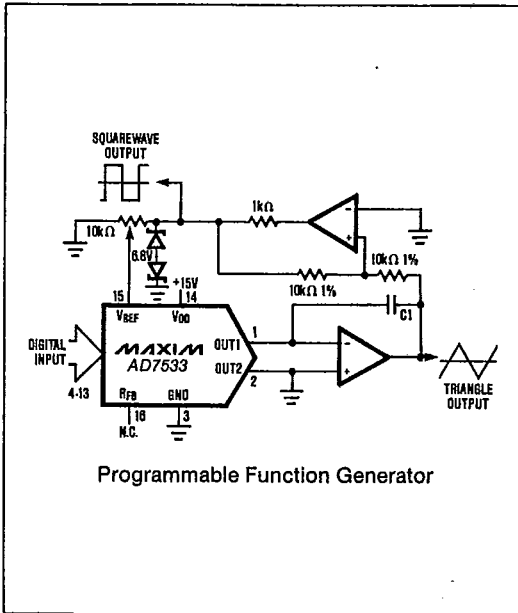 SQUAREWAVE
OUTPUT
1kΩ
10kΩ
6.8V
+15V
10kΩ 1%
10kΩ 1%
15
14
VREF
VDD
C1
DIGITAL
INPUT
MAXIM
AD7533
OUT1
1
OUT2
2
4-13
RFB
GND
16
3
N.C.
TRIANGLE
OUTPUT
Programmable Function Generator